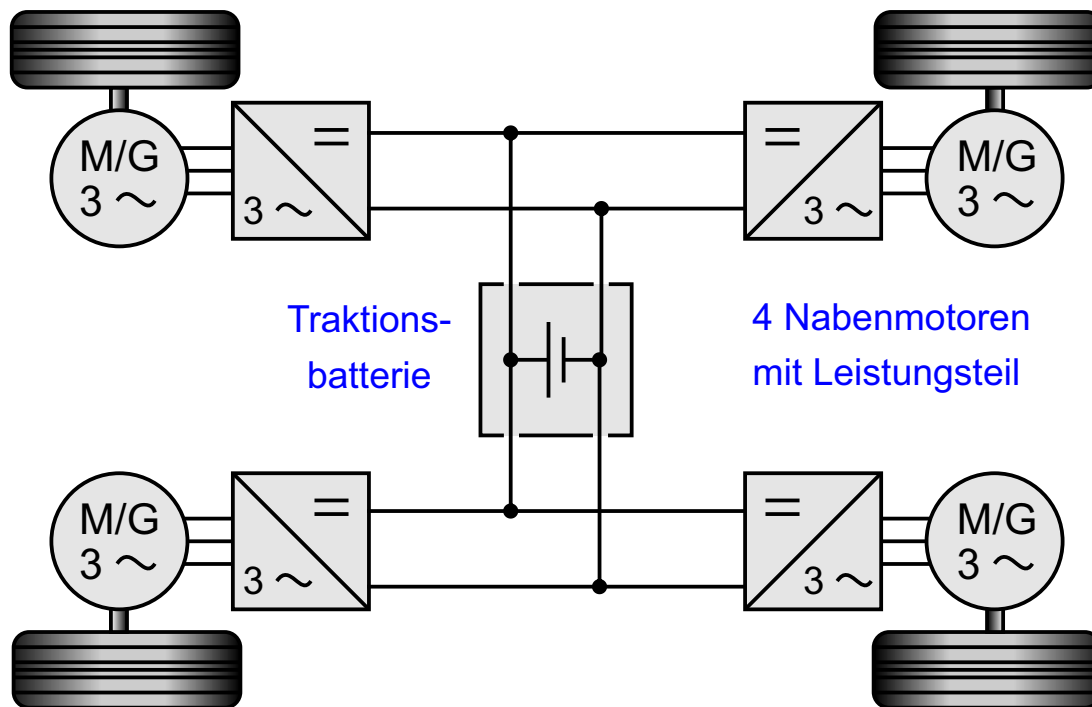 M/G
3 ~
=
3 ~
=
3 ~
M/G
3 ~
Traktions-
batterie
4 Nabenmotoren
mit Leistungsteil
M/G
3 ~
=
3 ~
=
3 ~
M/G
3 ~